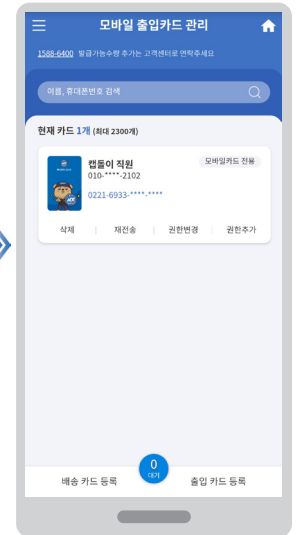 모바일 출입카드 관리
1588-6400 발급가능수량 추가는 고객센터로 연락주세요
이름, 휴대폰번호 검색
현재 카드 1개 (최대 2300개)
캡돌이 직원
모바일카드 전용
010-****-2102
0221-6933-****-****
삭제
재전송
권한변경
권한추가
0
대기
배송 카드 등록
출입 카드 등록